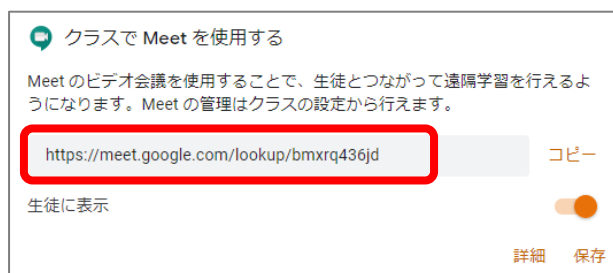 クラスで Meet を使用する
Meet のビデオ会議を使用することで、生徒とつながって遠隔学習を行えるよ
うになります。Meet の管理はクラスの設定から行えます。
https://meet.google.com/lookup/bmxrq436jd コピー
生徒に表示
詳細 保存